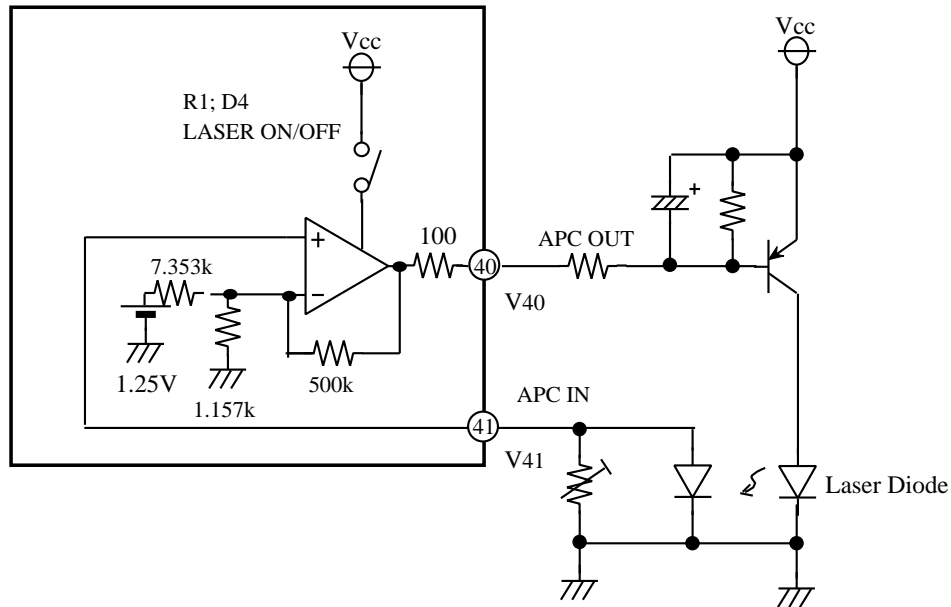 Vcc
Vcc
R1; D4
LASER ON/OFF
+
+
100
APC OUT
40
7.353k
−
V40
1.25V
500k
1.157k
APC IN
41
V41
Laser Diode